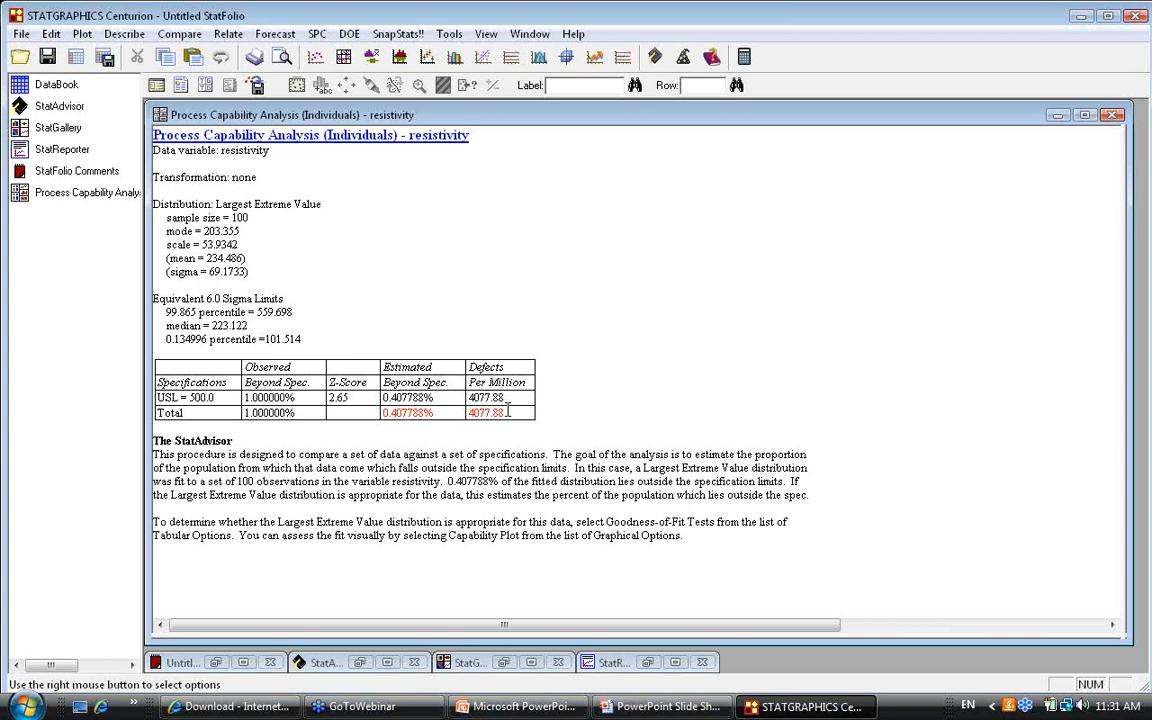 STATGRAPHICS Centurion - Untitled StatFolio
File Edit Plot Describe Compare Relate Forecast SPC DOE SnapStats!! Tools View Window Help
Label: Row:
DataBook
StatAdvisor
StatGallery
StatReporter
StatFolio Comments
Process Capability Analy
Process Capability Analysis (Individuals) - resistivity
Process Capability Analysis (Individuals) - resistivity
Data variable: resistivity
Transformation: none
Distribution: Largest Extreme Value
sample size = 100
mode = 203.355
scale = 53.9342
(mean = 234.486)
(sigma = 69.1733)
Equivalent 6.0 Sigma Limits
99.865 percentile = 559.698
median = 223.122
0.134996 percentile =101.514
Observed Estimated Defects
Specifications Beyond Spec. Z-Score Beyond Spec. Per Million
USL = 500.0 1.000000% 2.65 0.407788% 4077.88
Total 1.000000% 0.407788% 4077.88
The StatAdvisor
This procedure is designed to compare a set of data against a set of specifications. The goal of the analysis is to estimate the proportion
of the population from which that data come which falls outside the specification limits. In this case, a Largest Extreme Value distribution
was fit to a set of 100 observations in the variable resistivity. 0.407788% of the fitted distribution lies outside the specification limits. If
the Largest Extreme Value distribution is appropriate for the data, this estimates the percent of the population which lies outside the spec.
To determine whether the Largest Extreme Value distribution is appropriate for this data, select Goodness-of-Fit Tests from the list of
Tabular Options. You can assess the fit visually by selecting Capability Plot from the list of Graphical Options.
Untitl... StatA... StatG... StatR...
Use the right mouse button to select options
NUM
Download - Internet... GoToWebinar Microsoft PowerPoi... PowerPoint Slide Sh... STATGRAPHICS Ce... EN 11:31 AM